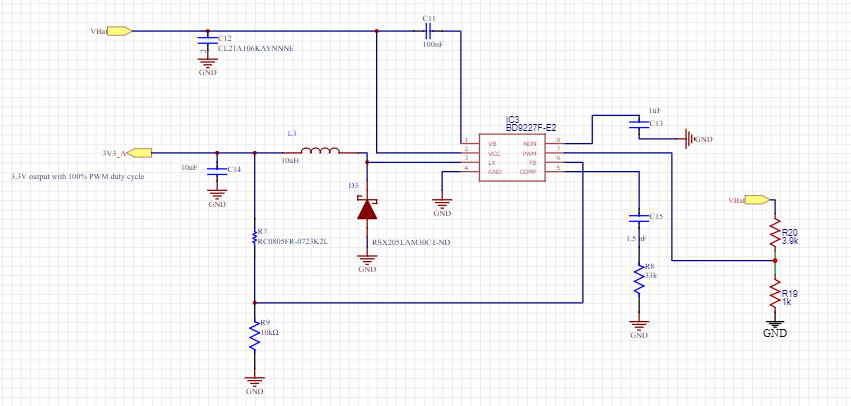 C11
VBat
C12
CL21A106KAYNNNE
2
100nF
GND
1uF
IC3
BD9227F-E2
C13
GND
L3
1 VB NON 8
2 VCC PWM 7
3 LX FB 6
4 GND COMP 5
3V3_A
10uH
10uF
C14
3.3V output with 100% PWM duty cycle
D3
GND
GND
VBat
C15
R7
RC0805FR-0723K2L
RSX205LAM30CT-ND
1.5 nF
R20
3.9k
GND
R8
33k
R19
1k
R9
10kΩ
GND
GND
GND